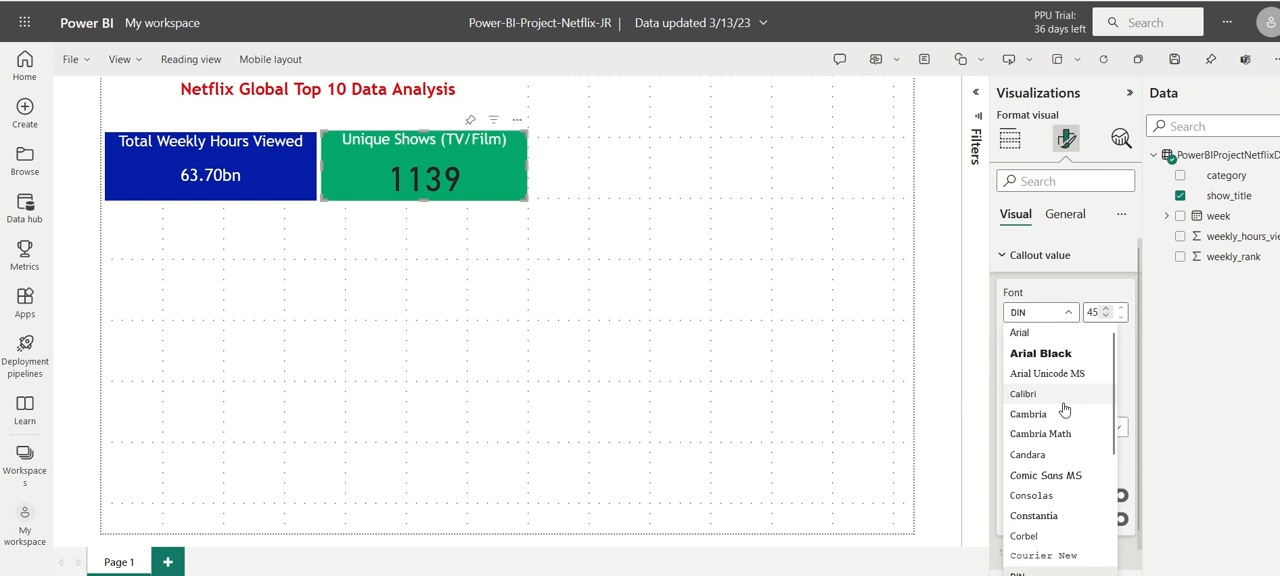 Power BI My workspace
Power-BI-Project-Netflix-JR | Data updated 3/13/23
PPU Trial:
36 days left
Search
Home
Create
Browse
Data hub
Metrics
Apps
Deployment
pipelines
Learn
Workspace
s
My
workspace
File View Reading view Mobile layout
Netflix Global Top 10 Data Analysis
Total Weekly Hours Viewed
63.70bn
Unique Shows (TV/Film)
1139
Page 1
Filters
Visualizations
Format visual
Search
Visual General
Callout value
Font
DIN 45
Arial
Arial Black
Arial Unicode MS
Calibri
Cambria
Cambria Math
Candara
Comic Sans MS
Consolas
Constantia
Corbel
Courier New
DIN
Data
Search
PowerBIProjectNetflixD
category
show_title
week
weekly_hours_vie
weekly_rank